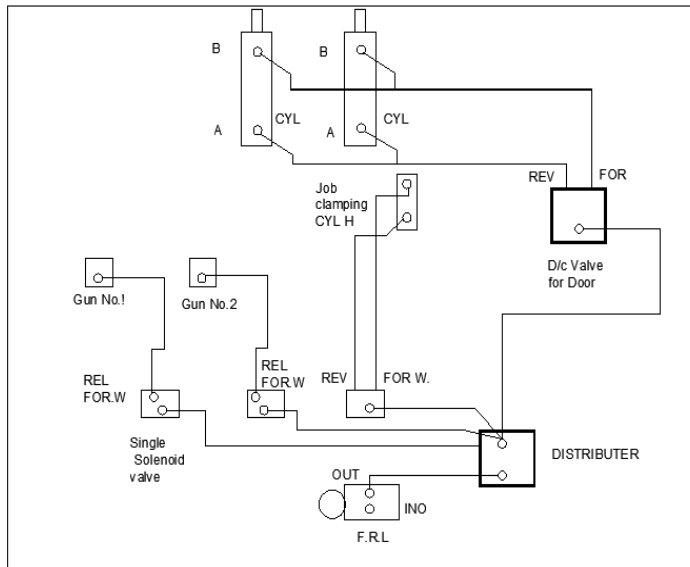 B
B
CYL
CYL
A
A
REV
FOR
Job
clamping
CYL H
D/c Valve
for Door
Gun No.!
Gun No.2
REL
FOR.W
REL
FOR.W
REV
FOR W.
Single
Solenoid
valve
DISTRIBUTER
OUT
INO
F.R.L